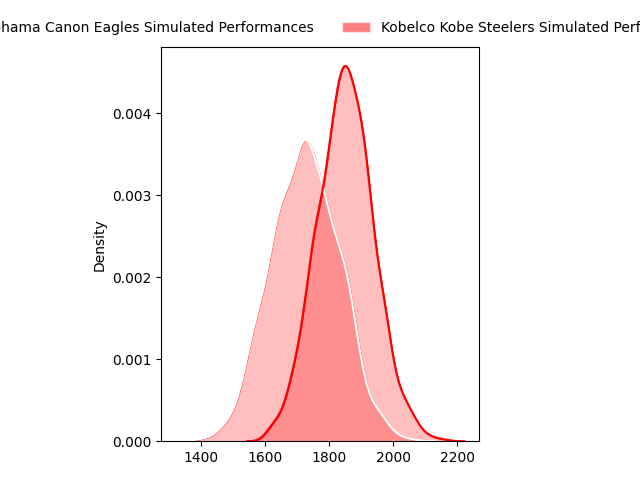 hama Canon Eagles Simulated Performances
Kobelco Kobe Steelers Simulated Perf
Density
0.004
0.003
0.002
0.001
0.000
1400 1600 1800 2000 2200